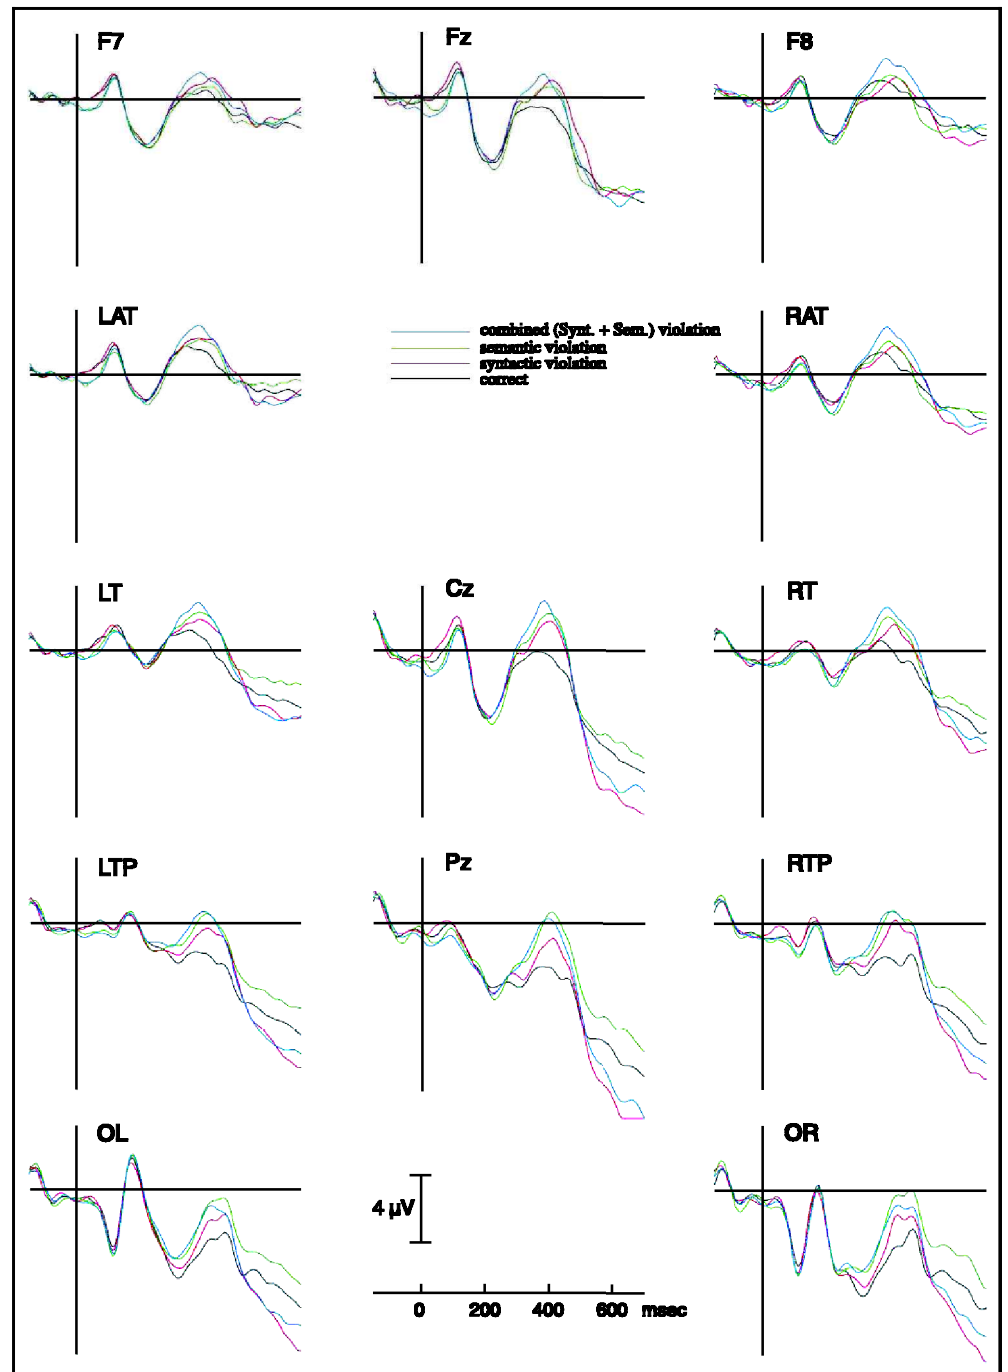 F7 Fz F8
LAT RAT
combined (Synt. + Sem.) violation
semantic violation
syntactic violation
correct
LT Cz RT
LTP Pz RTP
OL OR
4 µV
0 200 400 600 msec